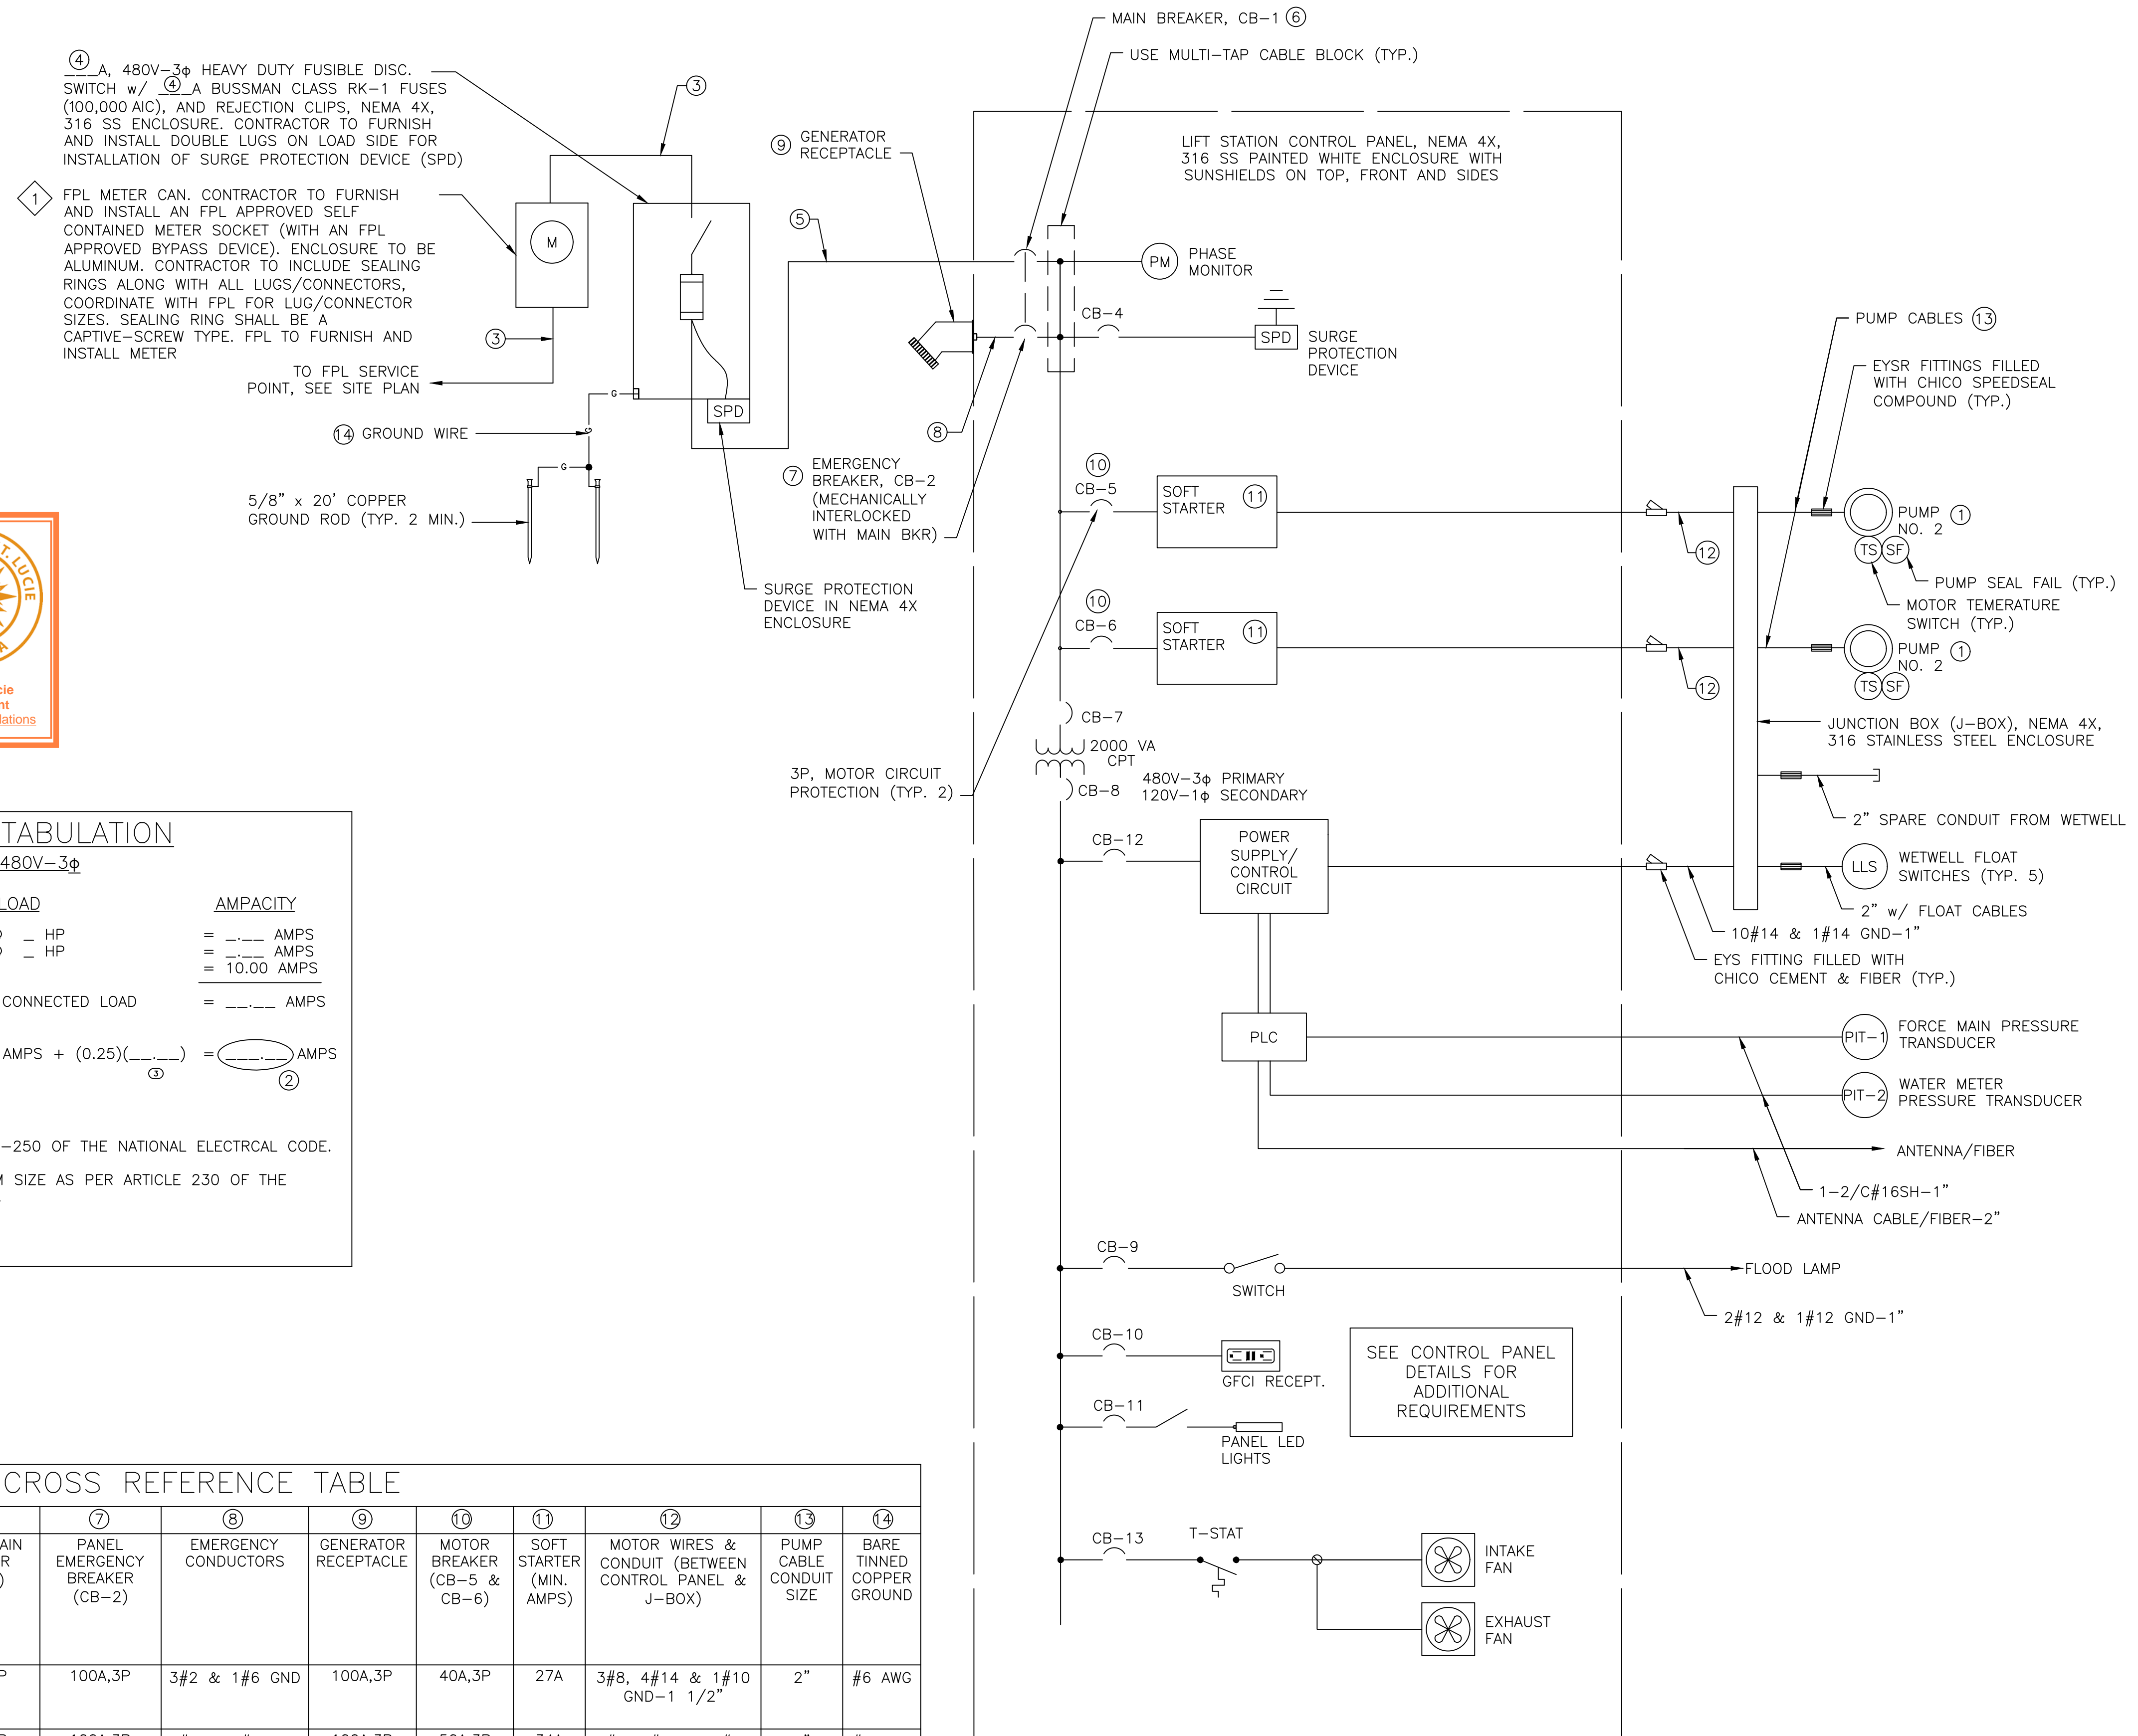 MAIN BREAKER, CB-1 ⑥
USE MULTI-TAP CABLE BLOCK (TYP.)
④
___A, 480V-3ϕ HEAVY DUTY FUSIBLE DISC.
SWITCH w/ _④_A BUSSMAN CLASS RK-1 FUSES
(100,000 AIC), AND REJECTION CLIPS, NEMA 4X,
316 SS ENCLOSURE. CONTRACTOR TO FURNISH
AND INSTALL DOUBLE LUGS ON LOAD SIDE FOR
INSTALLATION OF SURGE PROTECTION DEVICE (SPD)
③
⑨ GENERATOR
RECEPTACLE
LIFT STATION CONTROL PANEL, NEMA 4X,
316 SS PAINTED WHITE ENCLOSURE WITH
SUNSHIELDS ON TOP, FRONT AND SIDES
1
FPL METER CAN. CONTRACTOR TO FURNISH
AND INSTALL AN FPL APPROVED SELF
CONTAINED METER SOCKET (WITH AN FPL
APPROVED BYPASS DEVICE). ENCLOSURE TO BE
ALUMINUM. CONTRACTOR TO INCLUDE SEALING
RINGS ALONG WITH ALL LUGS/CONNECTORS,
COORDINATE WITH FPL FOR LUG/CONNECTOR
SIZES. SEALING RING SHALL BE A
CAPTIVE-SCREW TYPE. FPL TO FURNISH AND
INSTALL METER
M
③
⑤
PM
PHASE
MONITOR
CB-4
SPD
SURGE
PROTECTION
DEVICE
TO FPL SERVICE
POINT, SEE SITE PLAN
G
SPD
⑭ GROUND WIRE
G
G
5/8" x 20' COPPER
GROUND ROD (TYP. 2 MIN.)
⑧
⑦ EMERGENCY
BREAKER, CB-2
(MECHANICALLY
INTERLOCKED
WITH MAIN BKR)
SURGE PROTECTION
DEVICE IN NEMA 4X
ENCLOSURE
PUMP CABLES ⑬
EYSR FITTINGS FILLED
WITH CHICO SPEEDSEAL
COMPOUND (TYP.)
⑩
CB-5
SOFT
STARTER ⑪
⑫
PUMP ①
NO. 2
TS SF
PUMP SEAL FAIL (TYP.)
MOTOR TEMERATURE
SWITCH (TYP.)
⑩
CB-6
SOFT
STARTER ⑪
⑫
PUMP ①
NO. 2
TS SF
JUNCTION BOX (J-BOX), NEMA 4X,
316 STAINLESS STEEL ENCLOSURE
CB-7
2000 VA
CPT
480V-3ϕ PRIMARY
120V-1ϕ SECONDARY
CB-8
3P, MOTOR CIRCUIT
PROTECTION (TYP. 2)
2" SPARE CONDUIT FROM WETWELL
CB-12
POWER
SUPPLY/
CONTROL
CIRCUIT
LLS
WETWELL FLOAT
SWITCHES (TYP. 5)
2" w/ FLOAT CABLES
10#14 & 1#14 GND-1"
EYS FITTING FILLED WITH
CHICO CEMENT & FIBER (TYP.)
PLC
PIT-1
FORCE MAIN PRESSURE
TRANSDUCER
PIT-2
WATER METER
PRESSURE TRANSDUCER
ANTENNA/FIBER
1-2/C#16SH-1"
ANTENNA CABLE/FIBER-2"
CB-9
SWITCH
FLOOD LAMP
2#12 & 1#12 GND-1"
CB-10
GFCI RECEPT.
SEE CONTROL PANEL
DETAILS FOR
ADDITIONAL
REQUIREMENTS
CB-11
PANEL LED
LIGHTS
CB-13
T-STAT
INTAKE
FAN
EXHAUST
FAN
T. LUCIE
TABULATION
480V-3ϕ
LOAD AMPACITY
_ HP = _.__ AMPS
_ HP = _.__ AMPS
= 10.00 AMPS
CONNECTED LOAD = __.__ AMPS
AMPS + (0.25)(__.__) = ___.__ AMPS
③ ②
-250 OF THE NATIONAL ELECTRCAL CODE.
SIZE AS PER ARTICLE 230 OF THE
CROSS REFERENCE TABLE
⑦ ⑧ ⑨ ⑩ ⑪ ⑫ ⑬ ⑭
PANEL
EMERGENCY
BREAKER
(CB-2)
EMERGENCY
CONDUCTORS
GENERATOR
RECEPTACLE
MOTOR
BREAKER
(CB-5 &
CB-6)
SOFT
STARTER
(MIN.
AMPS)
MOTOR WIRES &
CONDUIT (BETWEEN
CONTROL PANEL &
J-BOX)
PUMP
CABLE
CONDUIT
SIZE
BARE
TINNED
COPPER
GROUND
100A,3P
3#2 & 1#6 GND
100A,3P
40A,3P
27A
3#8, 4#14 & 1#10
GND-1 1/2"
2"
#6 AWG